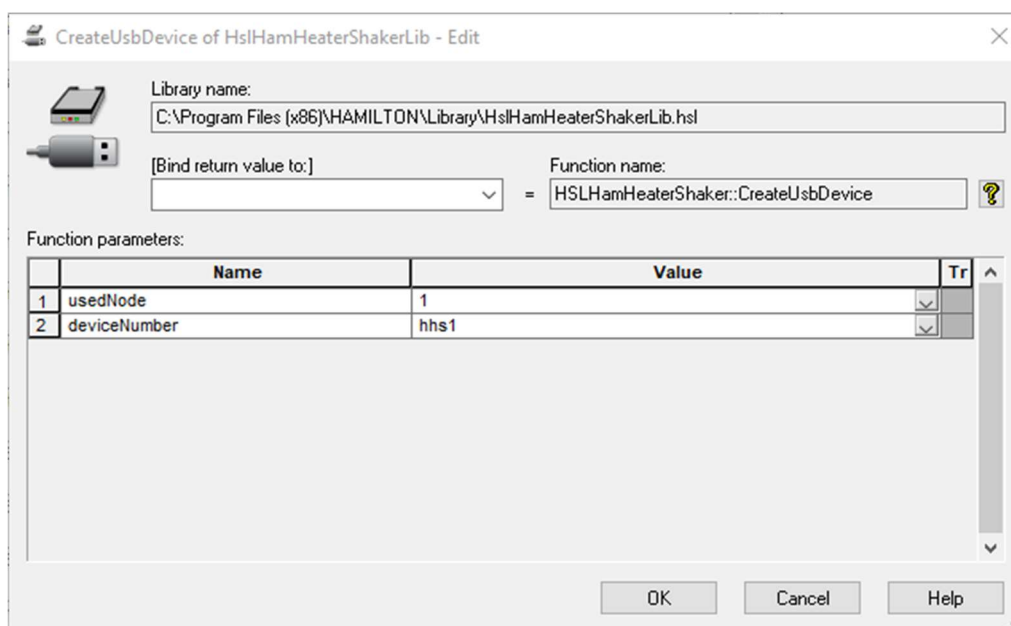 CreateUsbDevice of HslHamHeaterShakerLib - Edit
Library name:
C:\Program Files (x86)\HAMILTON\Library\HslHamHeaterShakerLib.hsl
[Bind return value to:]
Function name:
= HSLHamHeaterShaker::CreateUsbDevice
Function parameters:
Name Value Tr
1 usedNode 1
2 deviceNumber hhs1
OK Cancel Help